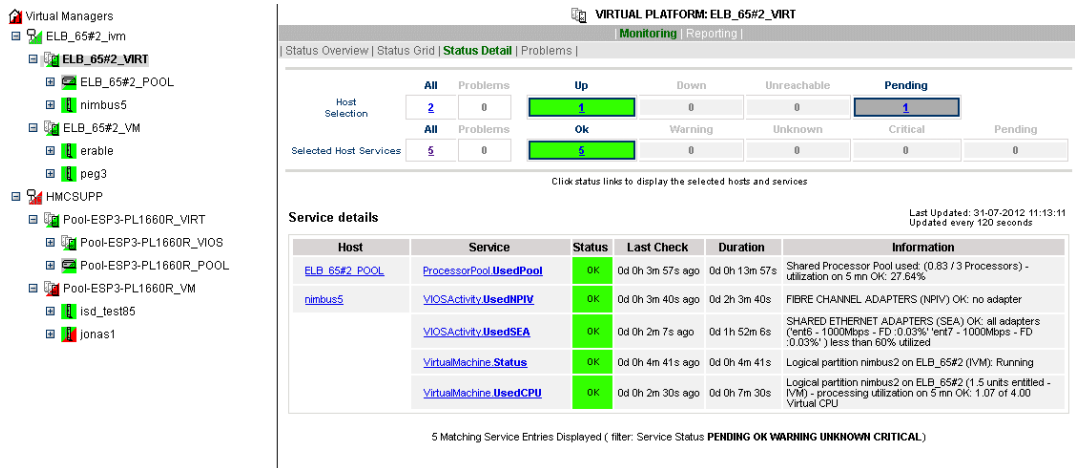 Virtual Managers
ELB_65#2_ivm
ELB_65#2_VIRT
ELB_65#2_POOL
nimbus5
ELB_65#2_VM
erable
peg3
HMCSUPP
Pool-ESP3-PL1660R_VIRT
Pool-ESP3-PL1660R_VIOS
Pool-ESP3-PL1660R_POOL
Pool-ESP3-PL1660R_VM
isd_test85
jonas1
VIRTUAL PLATFORM: ELB_65#2_VIRT
| Monitoring | Reporting |
| Status Overview | Status Grid | Status Detail | Problems |
All Problems Up Down Unreachable Pending
Host Selection 2 0 1 0 0 1
All Problems Ok Warning Unknown Critical Pending
Selected Host Services 5 0 5 0 0 0 0
Click status links to display the selected hosts and services
Service details
Last Updated: 31-07-2012 11:13:11
Updated every 120 seconds
Host Service Status Last Check Duration Information
ELB_65#2_POOL ProcessorPool.UsedPool OK 0d 0h 3m 57s ago 0d 0h 13m 57s Shared Processor Pool used: (0.83 / 3 Processors) -
utilization on 5 mn OK: 27.64%
nimbus5 VIOSActivity.UsedNPIV OK 0d 0h 3m 40s ago 0d 2h 3m 40s FIBRE CHANNEL ADAPTERS (NPIV) OK: no adapter
VIOSActivity.UsedSEA OK 0d 0h 2m 7s ago 0d 1h 52m 6s SHARED ETHERNET ADAPTERS (SEA) OK: all adapters
('ent6 - 1000Mbps - FD :0.03%' 'ent7 - 1000Mbps - FD
:0.03%' ) less than 60% utilized
VirtualMachine.Status OK 0d 0h 4m 41s ago 0d 0h 4m 41s Logical partition nimbus2 on ELB_65#2 (IVM): Running
VirtualMachine.UsedCPU OK 0d 0h 2m 30s ago 0d 0h 7m 30s Logical partition nimbus2 on ELB_65#2 (1.5 units entitled -
IVM) - processing utilization on 5 mn OK: 1.07 of 4.00
Virtual CPU
5 Matching Service Entries Displayed ( filter: Service Status PENDING OK WARNING UNKNOWN CRITICAL)